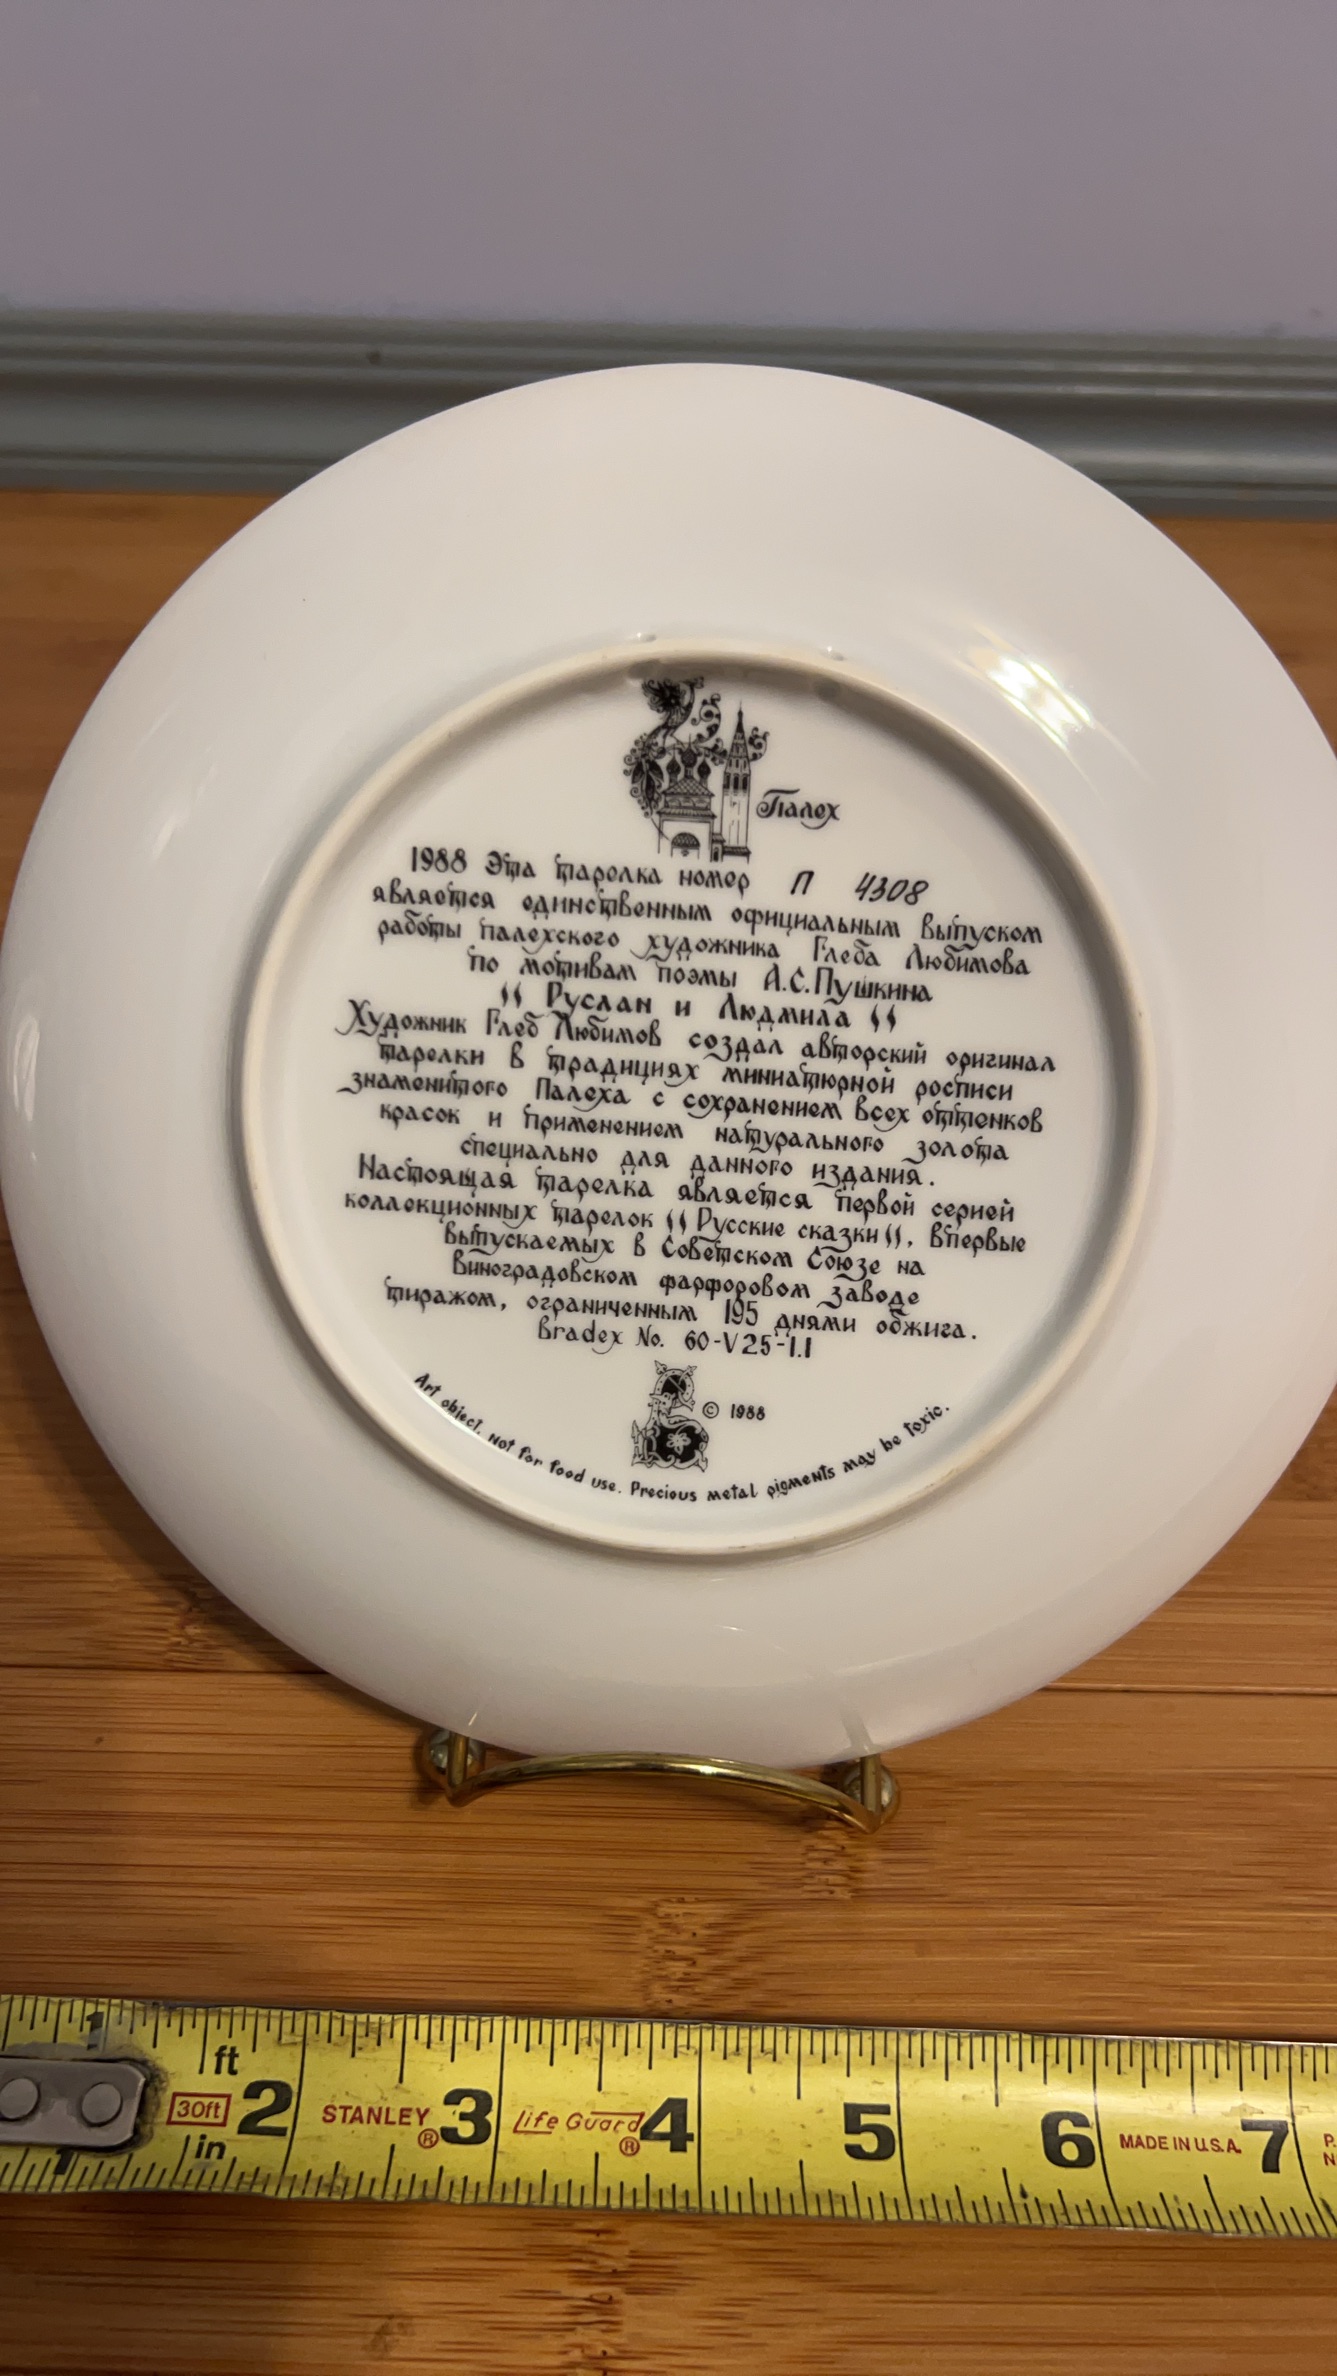 Палех
1988 Эта тарелка номер П 4308
является единственным официальным выпуском
работы палехского художника Глеба Любимова
по мотивам поэмы А.С.Пушкина
"Руслан и Людмила"
Художник Глеб Любимов создал авторский оригинал
тарелки в традициях миниатюрной росписи
знаменитого Палеха с сохранением всех оттенков
красок и применением натурального золота
специально для данного издания.
Настоящая тарелка является первой серией
коллекционных тарелок "Русские сказки", впервые
выпускаемых в Советском Союзе на
Виноградовском фарфоровом заводе
тиражом, ограниченным 195 днями обжига.
Bradex No. 60-V25-1.1
© 1988
Art object. Not for food use. Precious metal pigments may be toxic.
1 ft
30ft 2 STANLEY® 3 Life Guard® 4 5 6 MADE IN U.S.A. 7
1 in